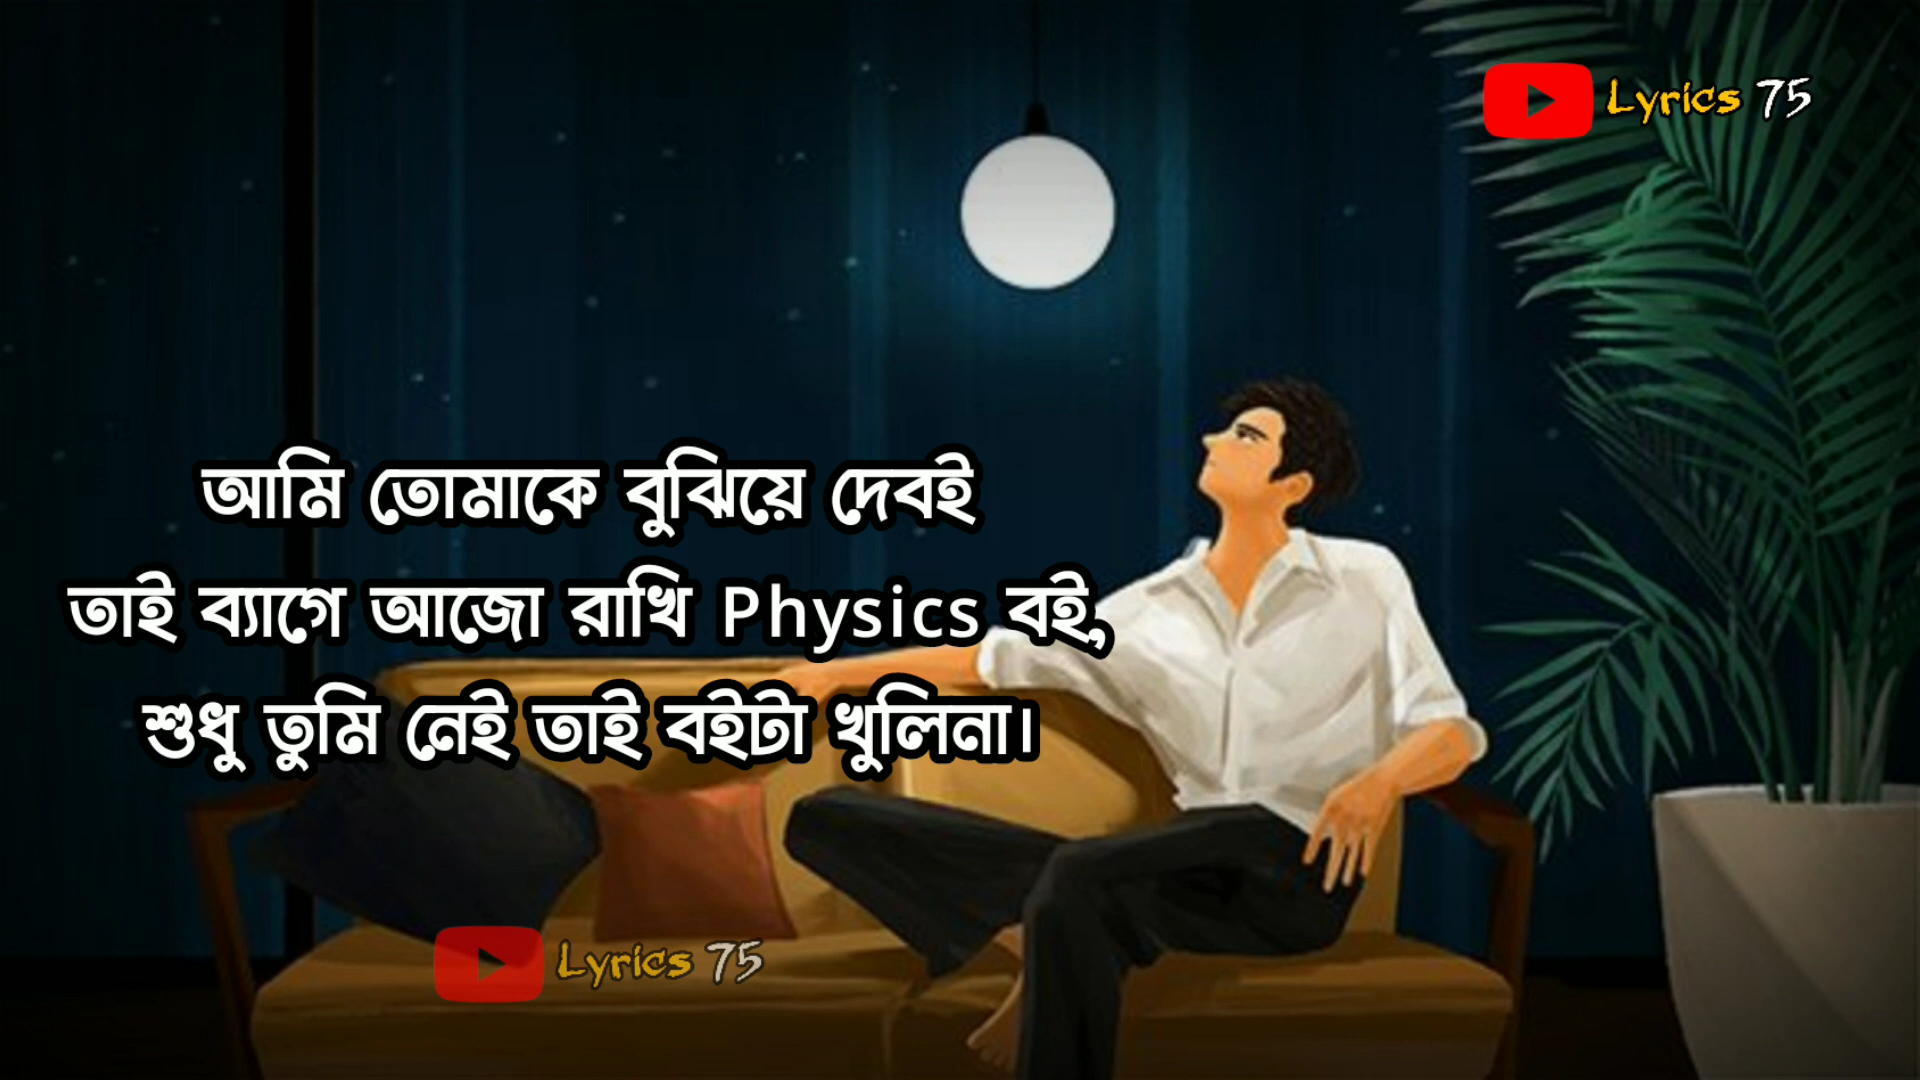 Lyrics 75
আমি তোমাকে বুঝিয়ে দেবই
তাই ব্যাগে আজো রাখি Physics বই,
শুধু তুমি নেই তাই বইটা খুলিনা।
Lyrics 75